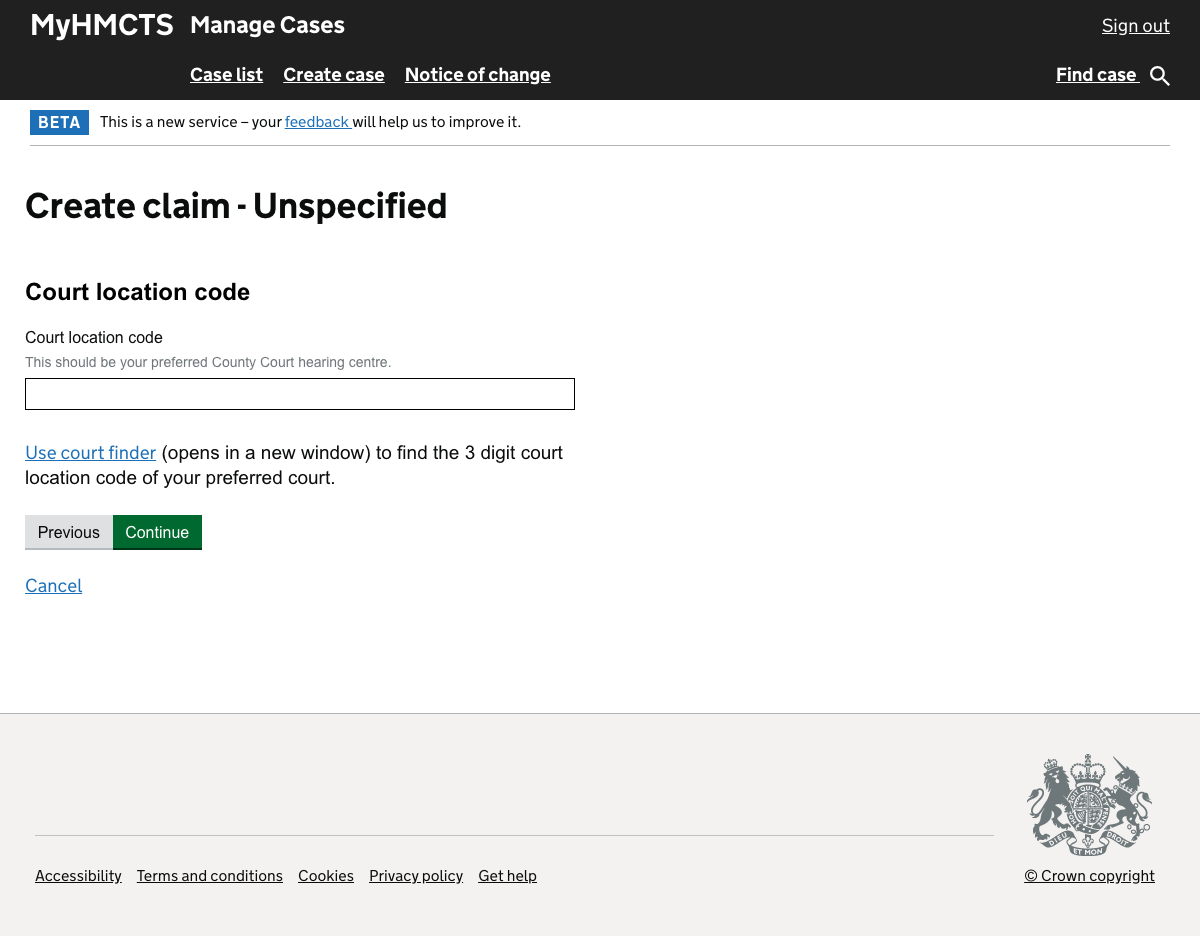 MyHMCTS Manage Cases Sign out
Case list Create case Notice of change Find case
BETA This is a new service – your feedback will help us to improve it.
Create claim - Unspecified
Court location code
Court location code
This should be your preferred County Court hearing centre.
Use court finder (opens in a new window) to find the 3 digit court
location code of your preferred court.
Previous Continue
Cancel
DIEU ET MON DROIT
Accessibility Terms and conditions Cookies Privacy policy Get help © Crown copyright